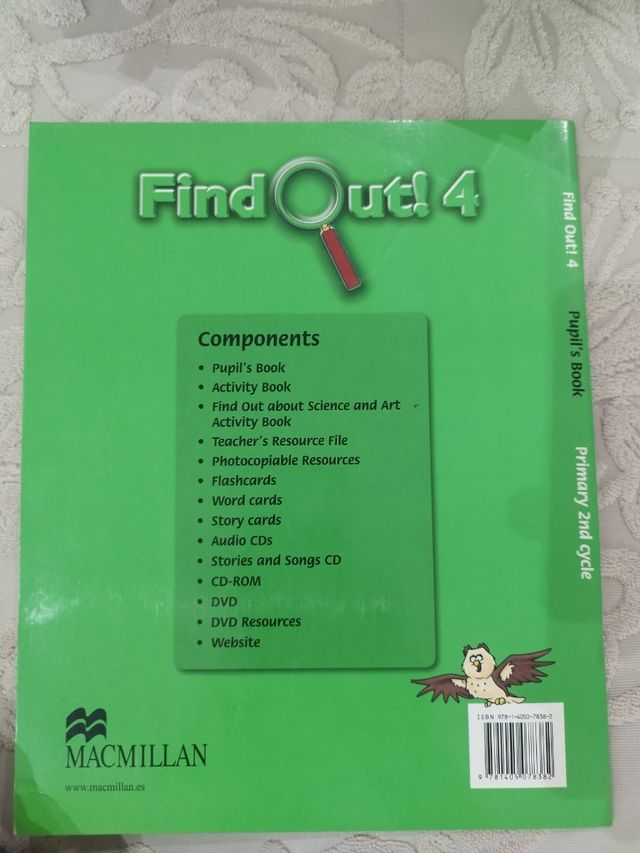 Find Out! 4
Components
• Pupil's Book
• Activity Book
• Find Out about Science and Art
Activity Book
• Teacher's Resource File
• Photocopiable Resources
• Flashcards
• Word cards
• Story cards
• Audio CDs
• Stories and Songs CD
• CD-ROM
• DVD
• DVD Resources
• Website
MACMILLAN
www.macmillan.es
ISBN 978-1-4050-7838-2
9 781405 078382
Find Out! 4 Pupil's Book Primary 2nd cycle